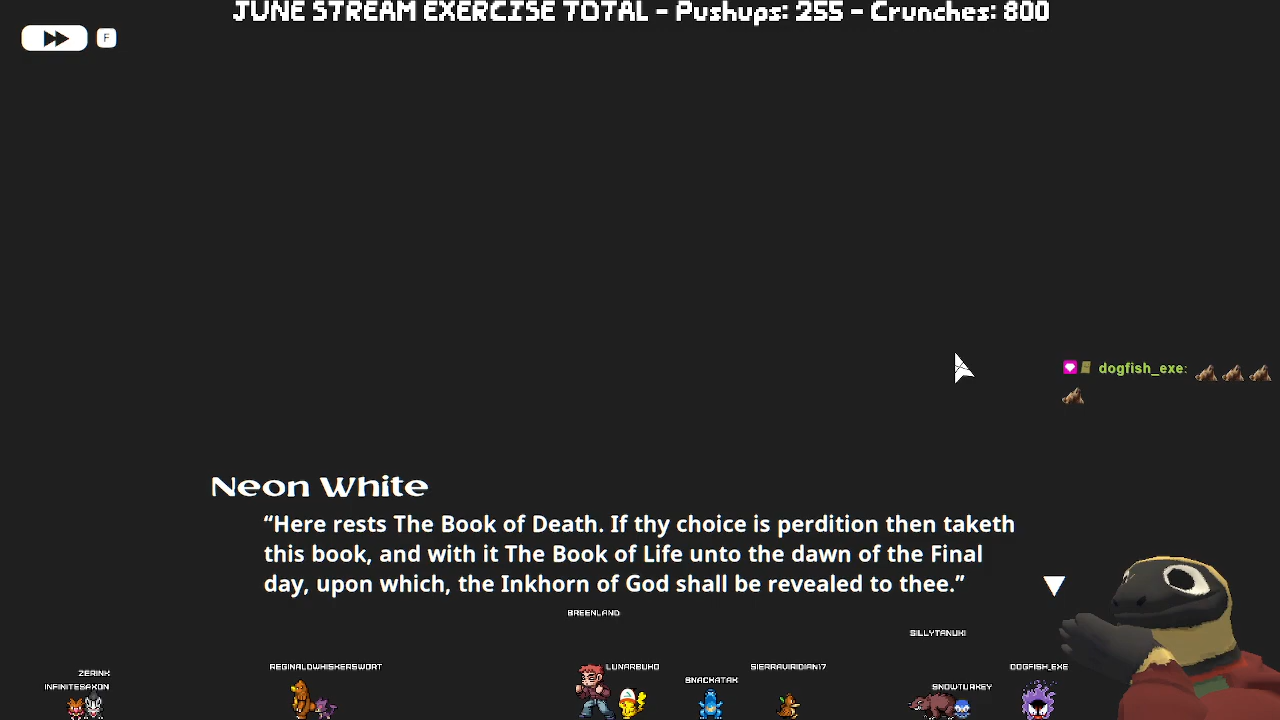 JUNE STREAM EXERCISE TOTAL - Pushups: 255 - Crunches: 800
F
dogfish_exe:
Neon White
“Here rests The Book of Death. If thy choice is perdition then taketh
this book, and with it The Book of Life unto the dawn of the Final
day, upon which, the Inkhorn of God shall be revealed to thee.”
BREENLAND
SILLYTANUKI
REGINALDWHISKERSWORT
LUNARBUHO
SIERRAVIRIDIAN17
DOGFISH_EXE
ZERINX
SNACKATAK
INFINITESAXON
SNOWTURKEY